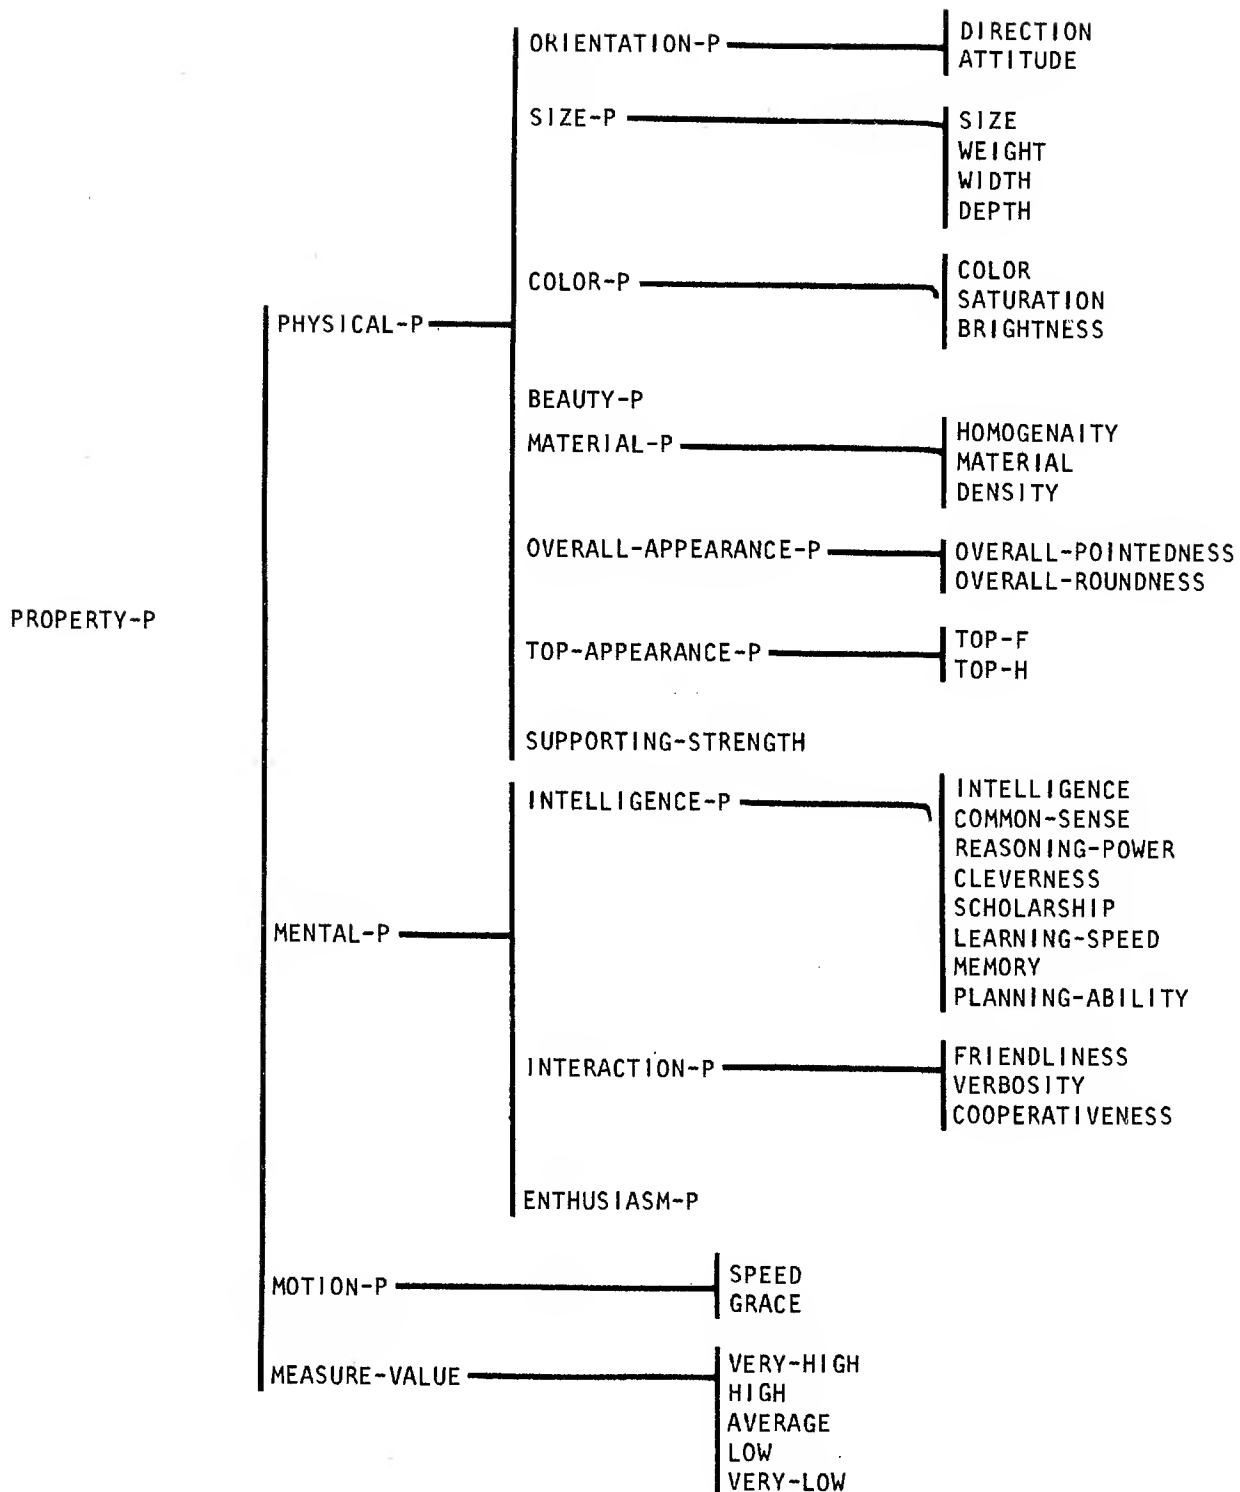 ORIENTATION-P
DIRECTION
ATTITUDE
SIZE-P
SIZE
WEIGHT
WIDTH
DEPTH
COLOR-P
COLOR
SATURATION
BRIGHTNESS
PHYSICAL-P
BEAUTY-P
MATERIAL-P
HOMOGENAITY
MATERIAL
DENSITY
OVERALL-APPEARANCE-P
OVERALL-POINTEDNESS
OVERALL-ROUNDNESS
PROPERTY-P
TOP-APPEARANCE-P
TOP-F
TOP-H
SUPPORTING-STRENGTH
INTELLIGENCE-P
INTELLIGENCE
COMMON-SENSE
REASONING-POWER
CLEVERNESS
SCHOLARSHIP
LEARNING-SPEED
MEMORY
PLANNING-ABILITY
MENTAL-P
INTERACTION-P
FRIENDLINESS
VERBOSITY
COOPERATIVENESS
ENTHUSIASM-P
MOTION-P
SPEED
GRACE
MEASURE-VALUE
VERY-HIGH
HIGH
AVERAGE
LOW
VERY-LOW